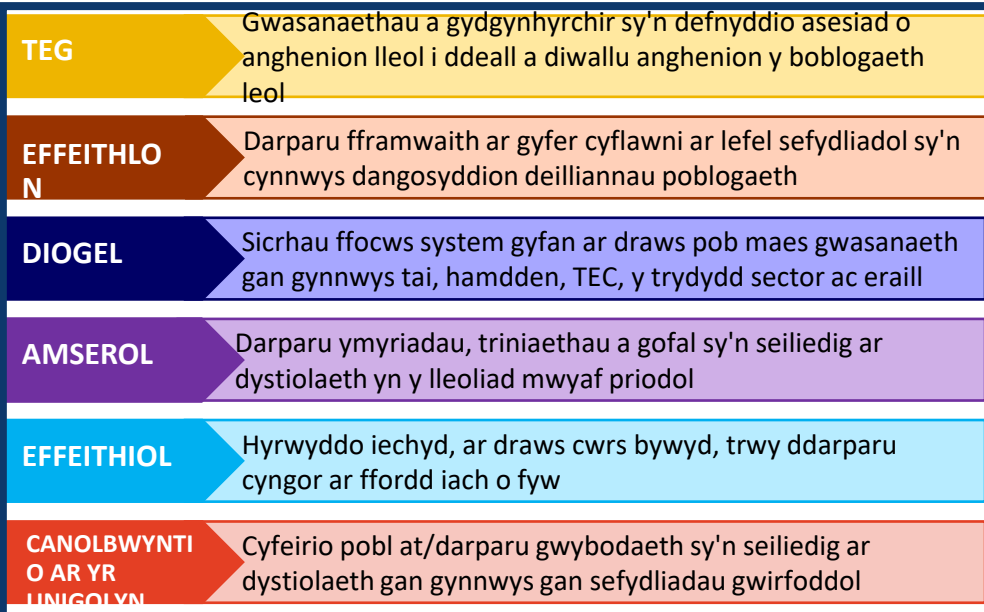 TEG
Gwasanaethau a gydgynhyrchir sy'n defnyddio asesiad o
anghenion lleol i ddeall a diwallu anghenion y boblogaeth
leol
EFFEITHLO
N
Darparu fframwaith ar gyfer cyflawni ar lefel sefydliadol sy'n
cynnwys dangosyddion deilliannau poblogaeth
DIOGEL
Sicrhau ffocws system gyfan ar draws pob maes gwasanaeth
gan gynnwys tai, hamdden, TEC, y trydydd sector ac eraill
AMSEROL
Darparu ymyriadau, triniaethau a gofal sy'n seiliedig ar
dystiolaeth yn y lleoliad mwyaf priodol
EFFEITHIOL
Hyrwyddo iechyd, ar draws cwrs bywyd, trwy ddarparu
cyngor ar ffordd iach o fyw
CANOLBWYNTI
O AR YR
UNIGOLYN
Cyfeirio pobl at/darparu gwybodaeth sy'n seiliedig ar
dystiolaeth gan gynnwys gan sefydliadau gwirfoddol